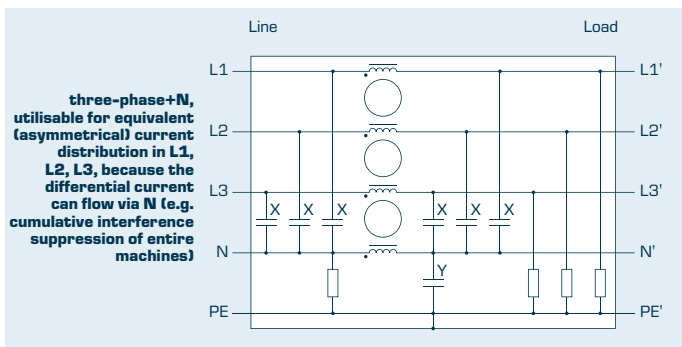 Line Load
three-phase+N,
utilisable for equivalent
(asymmetrical) current
distribution in L1,
L2, L3, because the
differential current
can flow via N (e.g.
cumulative interference
suppression of entire
machines)
L1 L1'
L2 L2'
L3 L3'
X X X X X X
N N'
Y
PE PE'